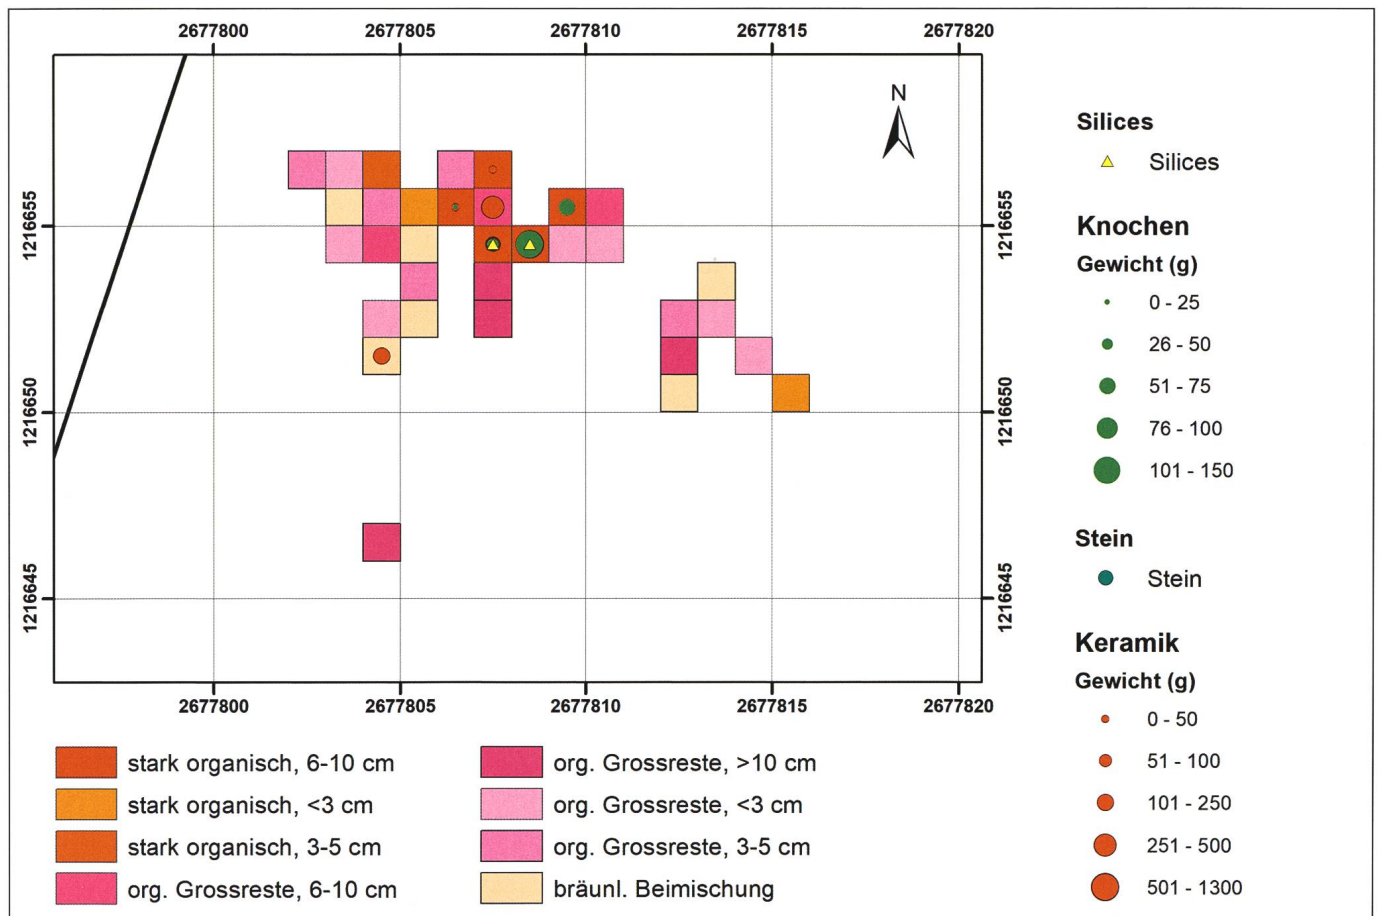 2677800 2677805 2677810 2677815 2677820
N
1216655 1216655
1216650 1216650
1216645 1216645
2677800 2677805 2677810 2677815 2677820
Silices
Silices
Knochen
Gewicht (g)
0 - 25
26 - 50
51 - 75
76 - 100
101 - 150
Stein
Stein
Keramik
Gewicht (g)
0 - 50
51 - 100
101 - 250
251 - 500
501 - 1300
stark organisch, 6-10 cm
stark organisch, <3 cm
stark organisch, 3-5 cm
org. Grossreste, 6-10 cm
org. Grossreste, >10 cm
org. Grossreste, <3 cm
org. Grossreste, 3-5 cm
bräunl. Beimischung